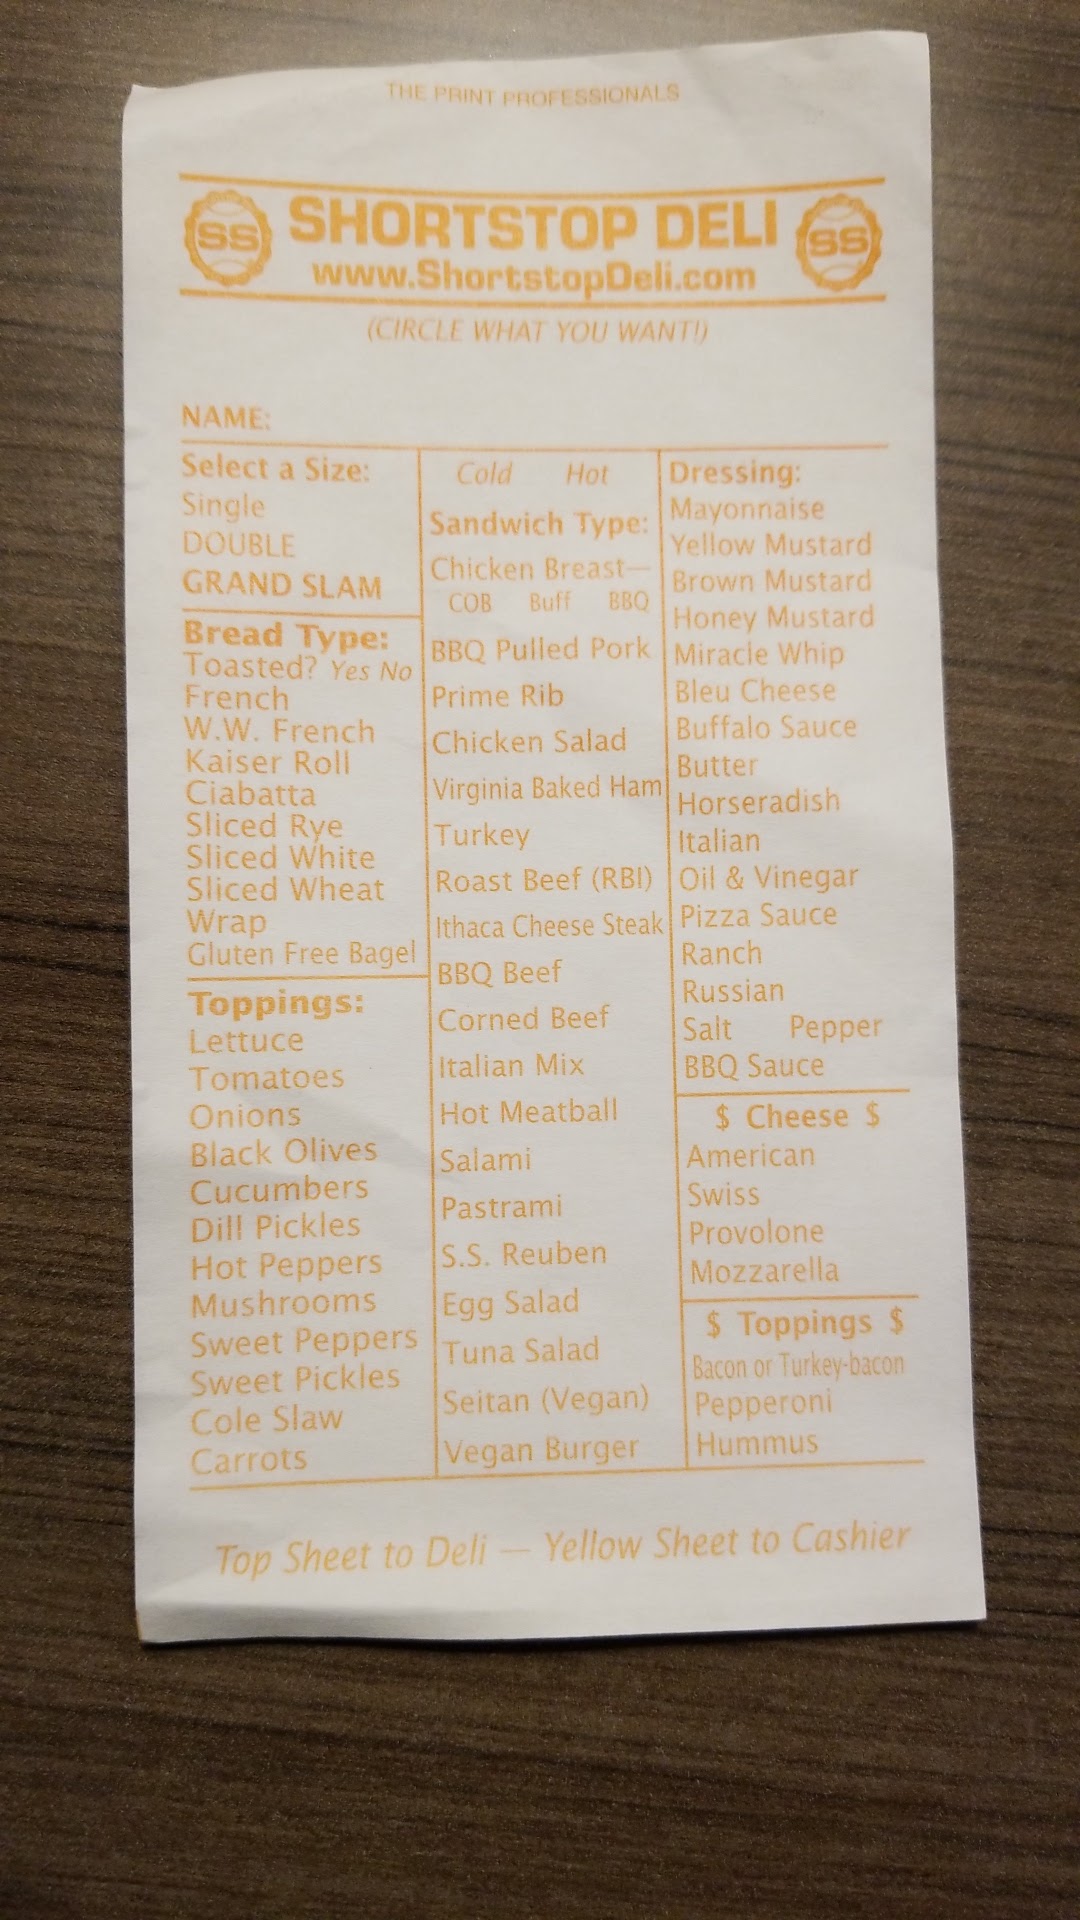 THE PRINT PROFESSIONALS
SS SHORTSTOP DELI SS
www.ShortstopDeli.com
(CIRCLE WHAT YOU WANT!)
NAME:
Select a Size:
Single
DOUBLE
GRAND SLAM
Bread Type:
Toasted? Yes No
French
W.W. French
Kaiser Roll
Ciabatta
Sliced Rye
Sliced White
Sliced Wheat
Wrap
Gluten Free Bagel
Toppings:
Lettuce
Tomatoes
Onions
Black Olives
Cucumbers
Dill Pickles
Hot Peppers
Mushrooms
Sweet Peppers
Sweet Pickles
Cole Slaw
Carrots
Cold Hot
Sandwich Type:
Chicken Breast—
COB Buff BBQ
BBQ Pulled Pork
Prime Rib
Chicken Salad
Virginia Baked Ham
Turkey
Roast Beef (RBI)
Ithaca Cheese Steak
BBQ Beef
Corned Beef
Italian Mix
Hot Meatball
Salami
Pastrami
S.S. Reuben
Egg Salad
Tuna Salad
Seitan (Vegan)
Vegan Burger
Dressing:
Mayonnaise
Yellow Mustard
Brown Mustard
Honey Mustard
Miracle Whip
Bleu Cheese
Buffalo Sauce
Butter
Horseradish
Italian
Oil & Vinegar
Pizza Sauce
Ranch
Russian
Salt Pepper
BBQ Sauce
$ Cheese $
American
Swiss
Provolone
Mozzarella
$ Toppings $
Bacon or Turkey-bacon
Pepperoni
Hummus
Top Sheet to Deli — Yellow Sheet to Cashier